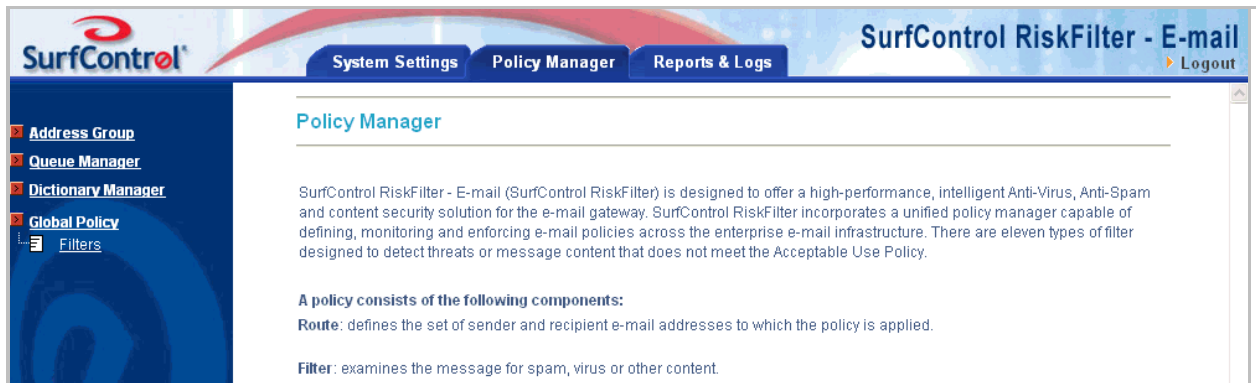 SurfControl
System Settings
Policy Manager
Reports & Logs
SurfControl RiskFilter - E-mail
Logout
Address Group
Queue Manager
Dictionary Manager
Global Policy
Filters
Policy Manager
SurfControl RiskFilter - E-mail (SurfControl RiskFilter) is designed to offer a high-performance, intelligent Anti-Virus, Anti-Spam
and content security solution for the e-mail gateway. SurfControl RiskFilter incorporates a unified policy manager capable of
defining, monitoring and enforcing e-mail policies across the enterprise e-mail infrastructure. There are eleven types of filter
designed to detect threats or message content that does not meet the Acceptable Use Policy.
A policy consists of the following components:
Route: defines the set of sender and recipient e-mail addresses to which the policy is applied.
Filter: examines the message for spam, virus or other content.